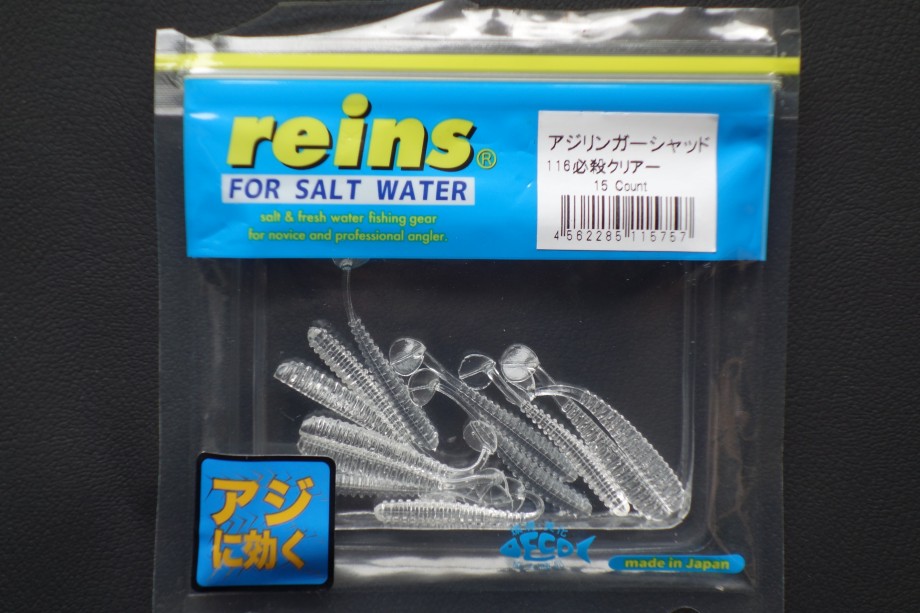 reins®
FOR SALT WATER
salt & fresh water fishing gear
for novice and professional angler.
アジリンガーシャッド
116必殺クリアー
15 Count
4 562285 115757
アジ
に効く
made in Japan